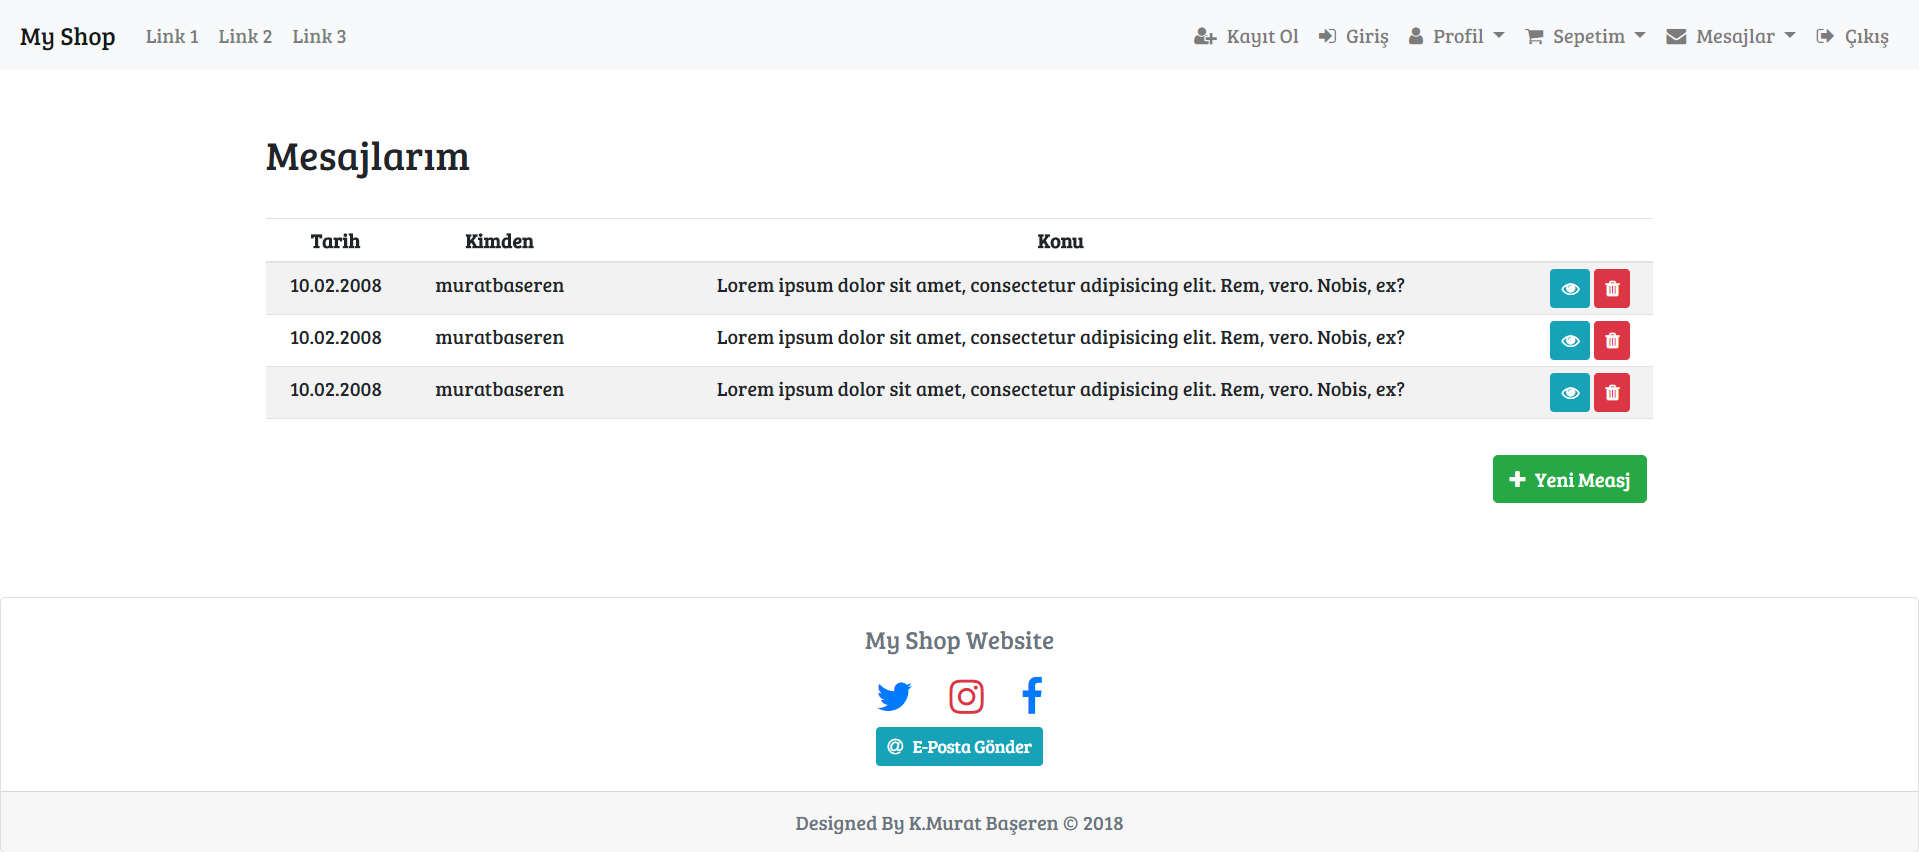 My Shop Link 1 Link 2 Link 3 Kayıt Ol Giriş Profil Sepetim Mesajlar Çıkış
Mesajlarım
Tarih Kimden Konu
10.02.2008 muratbaseren Lorem ipsum dolor sit amet, consectetur adipisicing elit. Rem, vero. Nobis, ex?
10.02.2008 muratbaseren Lorem ipsum dolor sit amet, consectetur adipisicing elit. Rem, vero. Nobis, ex?
10.02.2008 muratbaseren Lorem ipsum dolor sit amet, consectetur adipisicing elit. Rem, vero. Nobis, ex?
Yeni Measj
My Shop Website
E-Posta Gönder
Designed By K.Murat Başeren © 2018